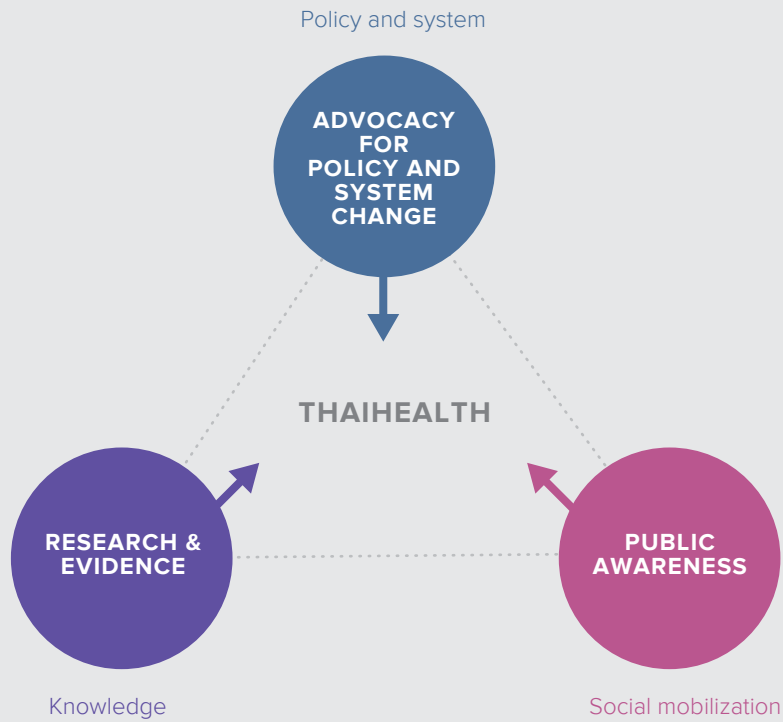 Policy and system
ADVOCACY
FOR
POLICY AND
SYSTEM
CHANGE
THAIHEALTH
RESEARCH &
EVIDENCE
PUBLIC
AWARENESS
Knowledge
Social mobilization